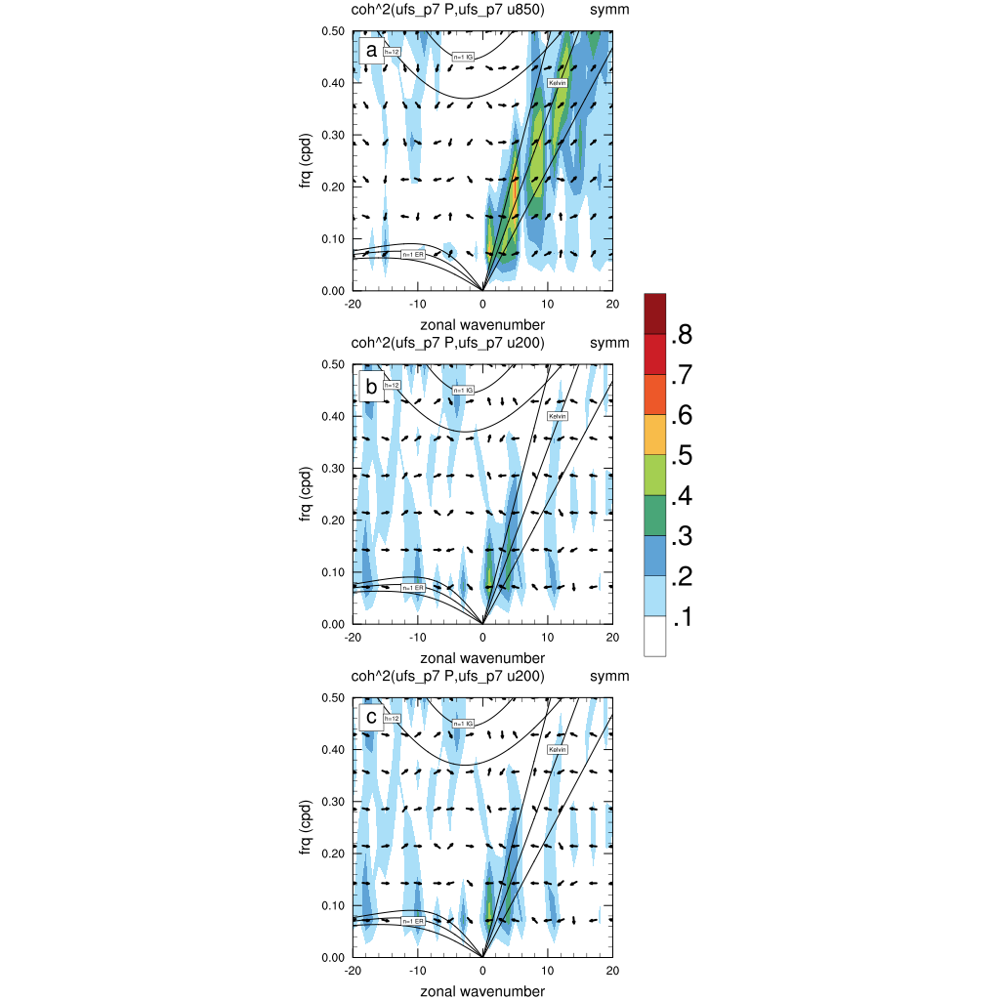 coh^2(ufs_p7 P,ufs_p7 u850) symm
a
h=12
n=1 IG
Kelvin
n=1 ER
0.50
0.40
0.30
0.20
0.10
0.00
frq (cpd)
-20 -10 0 10 20
zonal wavenumber
coh^2(ufs_p7 P,ufs_p7 u200) symm
b
h=12
n=1 IG
Kelvin
n=1 ER
0.50
0.40
0.30
0.20
0.10
0.00
frq (cpd)
-20 -10 0 10 20
zonal wavenumber
coh^2(ufs_p7 P,ufs_p7 u200) symm
c
h=12
n=1 IG
Kelvin
n=1 ER
0.50
0.40
0.30
0.20
0.10
0.00
frq (cpd)
-20 -10 0 10 20
zonal wavenumber
.8
.7
.6
.5
.4
.3
.2
.1